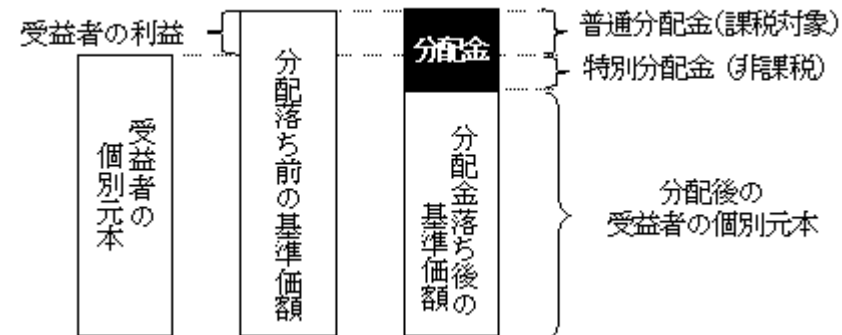 受益者の利益
受益者の
個別元本
分配落ち前の基準価額
分配金
分配金落ち後の
基準価額
普通分配金(課税対象)
特別分配金(非課税)
分配後の
受益者の個別元本